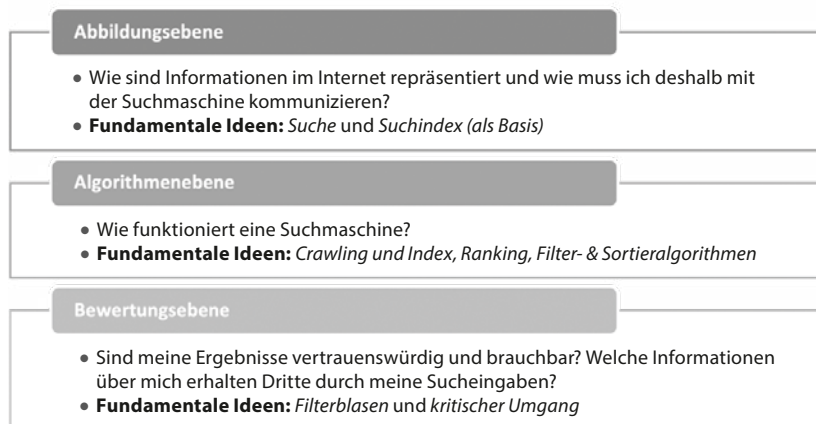 Abbildungsebene
• Wie sind Informationen im Internet repräsentiert und wie muss ich deshalb mit
der Suchmaschine kommunizieren?
• Fundamentale Ideen: Suche und Suchindex (als Basis)
Algorithmenebene
• Wie funktioniert eine Suchmaschine?
• Fundamentale Ideen: Crawling und Index, Ranking, Filter- & Sortieralgorithmen
Bewertungsebene
• Sind meine Ergebnisse vertrauenswürdig und brauchbar? Welche Informationen
über mich erhalten Dritte durch meine Sucheingaben?
• Fundamentale Ideen: Filterblasen und kritischer Umgang